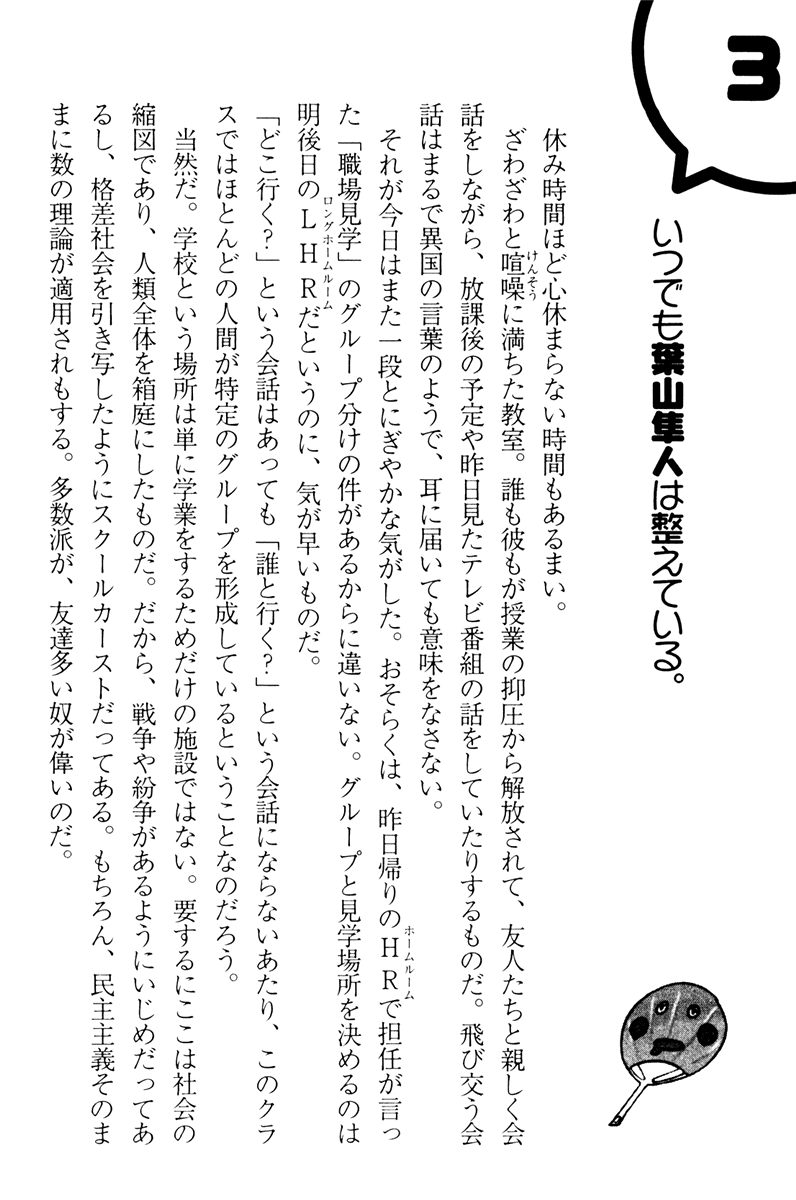 3
いつでも葉山隼人は整えている。
休み時間ほど心休まらない時間もあるまい。
ざわざわと喧噪に満ちた教室。誰も彼もが授業の抑圧から解放されて、友人たちと親しく会
けんそう
話をしながら、放課後の予定や昨日見たテレビ番組の話をしていたりするものだ。飛び交う会
話はまるで異国の言葉のようで、耳に届いても意味をなさない。
それが今日はまた一段とにぎやかな気がした。おそらくは、昨日帰りのＨＲで担任が言っ
ホームルーム
た「職場見学」のグループ分けの件があるからに違いない。グループと見学場所を決めるのは
明後日のＬＨＲだというのに、気が早いものだ。
ロングホームルーム
「どこ行く？」という会話はあっても「誰と行く？」という会話にならないあたり、このクラ
スではほとんどの人間が特定のグループを形成しているということなのだろう。
当然だ。学校という場所は単に学業をするためだけの施設ではない。要するにここは社会の
縮図であり、人類全体を箱庭にしたものだ。だから、戦争や紛争があるようにいじめだってあ
るし、格差社会を引き写したようにスクールカーストだってある。もちろん、民主主義そのま
まに数の理論が適用されもする。多数派が、友達多い奴が偉いのだ。